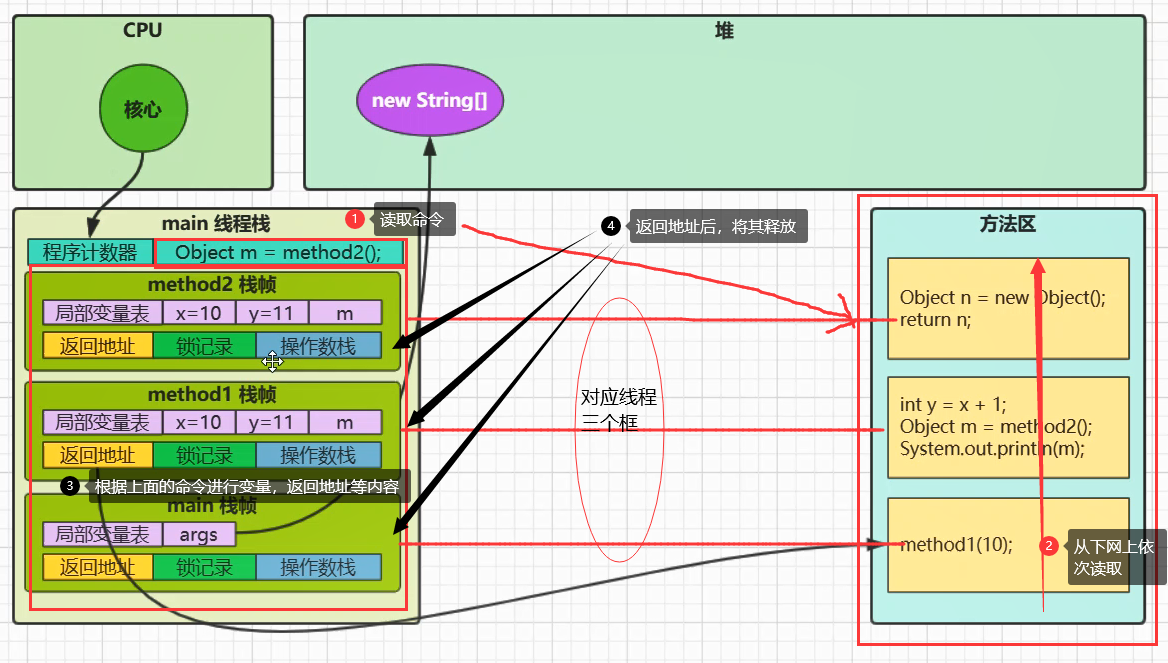 CPU
核心
堆
new String[]
main 线程栈
1 读取命令
4 返回地址后，将其释放
程序计数器 Object m = method2();
method2 栈帧
局部变量表 x=10 y=11 m
返回地址 锁记录 操作数栈
method1 栈帧
局部变量表 x=10 y=11 m
返回地址 锁记录 操作数栈
3 根据上面的命令进行变量，返回地址等内容
main 栈帧
局部变量表 args
返回地址 锁记录 操作数栈
对应线程
三个框
方法区
Object n = new Object();
return n;
int y = x + 1;
Object m = method2();
System.out.println(m);
method1(10);
2 从下网上依
次读取